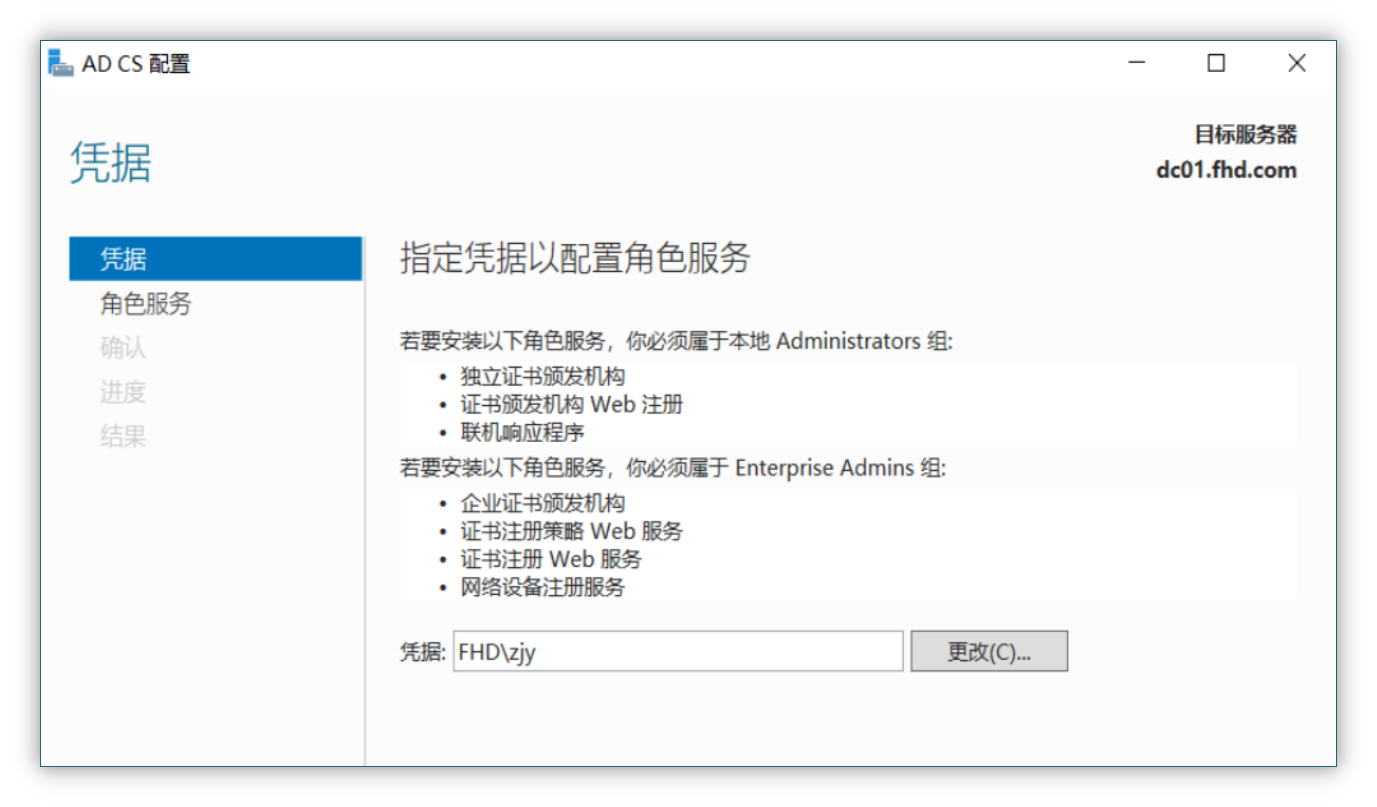 AD CS 配置
凭据
目标服务器
dc01.fhd.com
凭据
角色服务
确认
进度
结果
指定凭据以配置角色服务
若要安装以下角色服务，你必须属于本地 Administrators 组:
• 独立证书颁发机构
• 证书颁发机构 Web 注册
• 联机响应程序
若要安装以下角色服务，你必须属于 Enterprise Admins 组:
• 企业证书颁发机构
• 证书注册策略 Web 服务
• 证书注册 Web 服务
• 网络设备注册服务
凭据: FHD\zjy 更改(C)...